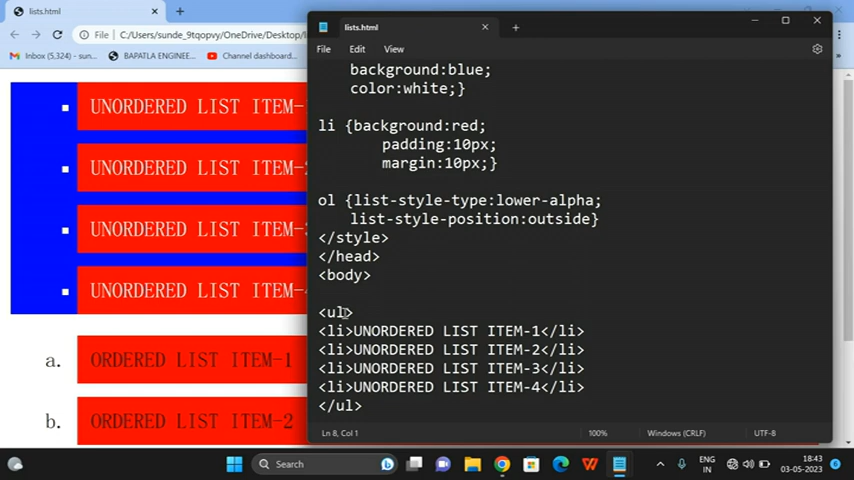 lists.html
File
C:/Users/sunde_9tqopvy/OneDrive/Desktop/
Inbox (5,324) - sun...
BAPATLA ENGINEE...
Channel dashboard...
UNORDERED LIST ITEM-
UNORDERED LIST ITEM-2
UNORDERED LIST ITEM-3
UNORDERED LIST ITEM-4
a. ORDERED LIST ITEM-1
b. ORDERED LIST ITEM-2
lists.html
File Edit View
background:blue;
color:white;}
li {background:red;
padding:10px;
margin:10px;}
ol {list-style-type:lower-alpha;
list-style-position:outside}
</style>
</head>
<body>
<ul>
<li>UNORDERED LIST ITEM-1</li>
<li>UNORDERED LIST ITEM-2</li>
<li>UNORDERED LIST ITEM-3</li>
<li>UNORDERED LIST ITEM-4</li>
</ul>
Ln 8, Col 1
100%
Windows (CRLF)
UTF-8
Search
ENG
IN
18:43
03-05-2023